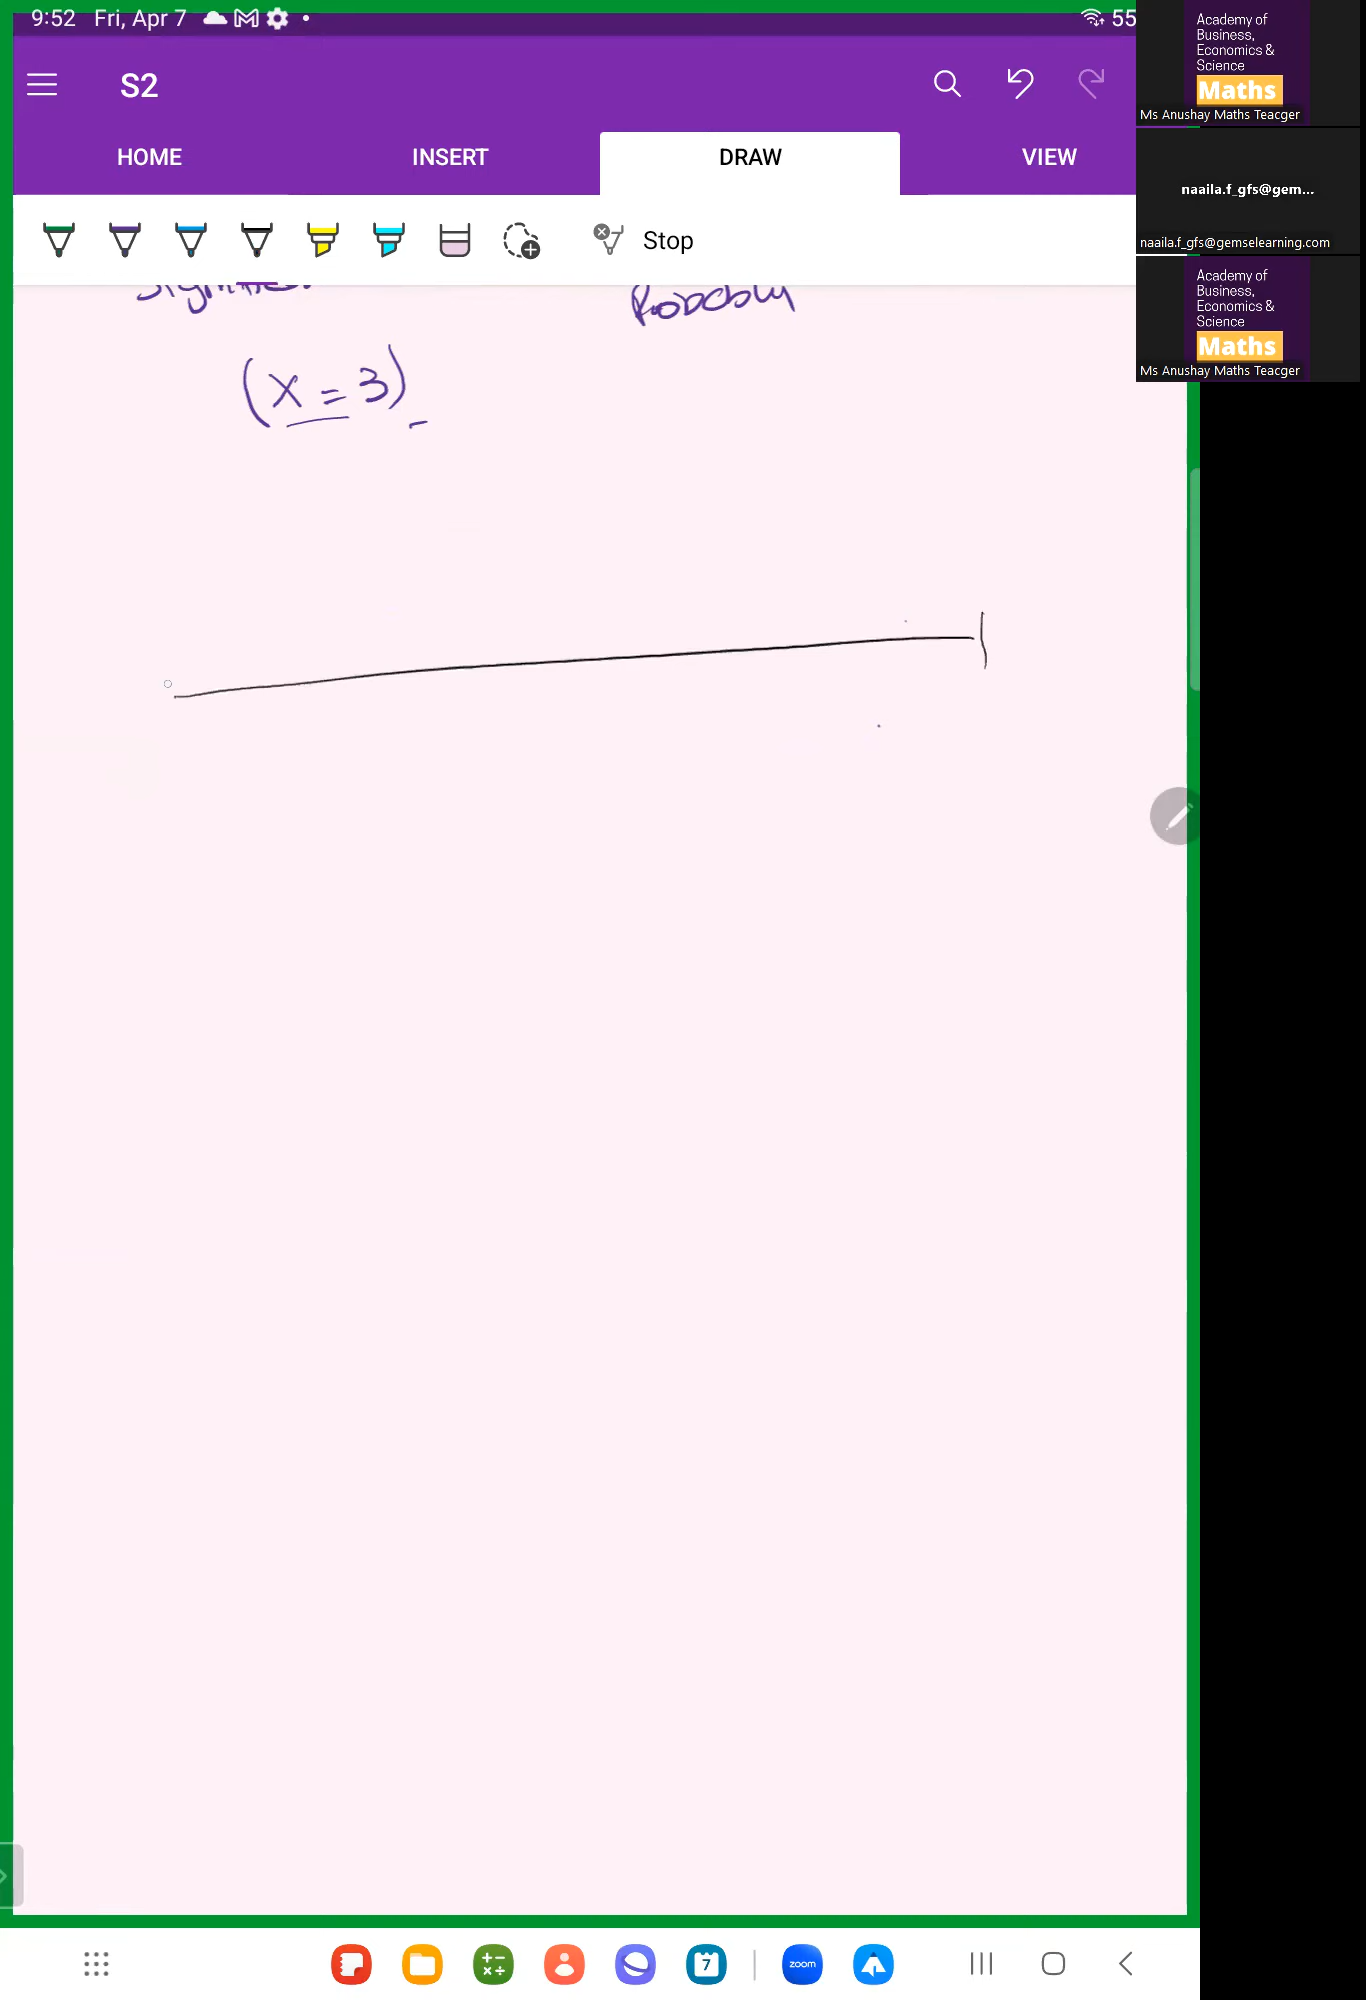 9:52 Fri, Apr 7
55
S2
HOME INSERT DRAW VIEW
Stop
(x = 3)
Academy of
Business,
Economics &
Science
Maths
Ms Anushay Maths Teacger
naaila.f_gfs@gem...
naaila.f_gfs@gemselearning.com
Academy of
Business,
Economics &
Science
Maths
Ms Anushay Maths Teacger
7
zoom